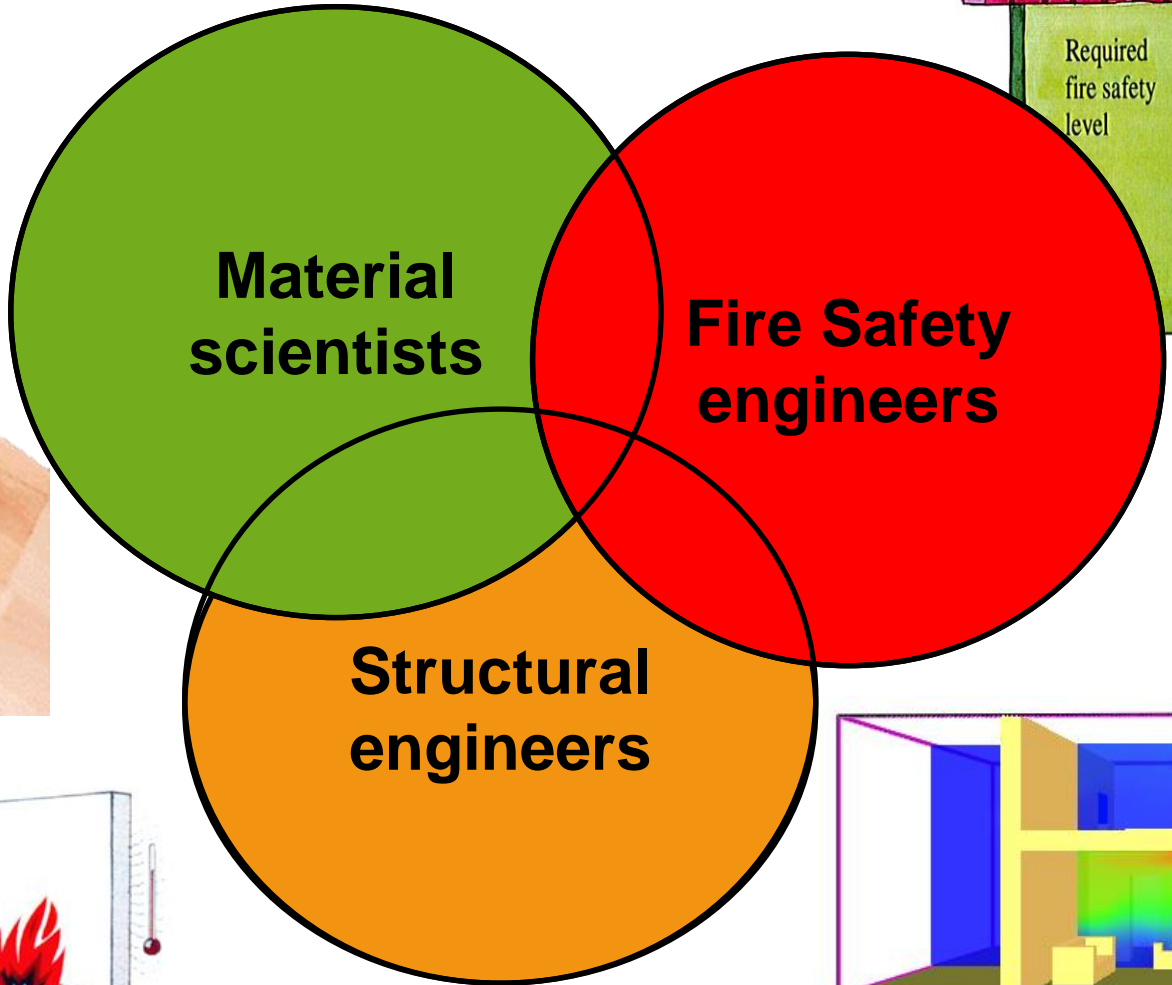 Required
fire safety
level
Material
scientists
Fire Safety
engineers
Structural
engineers